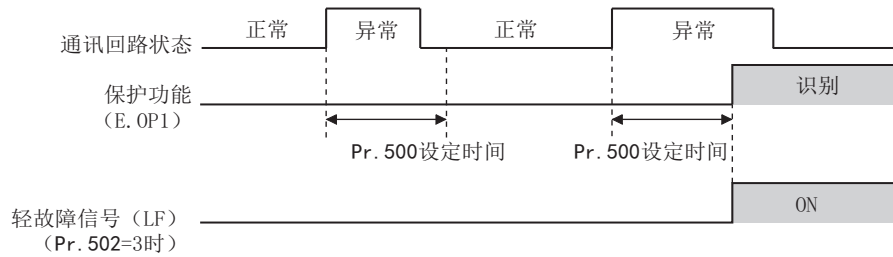 正常 异常 正常 异常
通讯回路状态
保护功能
（E.OP1）
识别
Pr.500设定时间 Pr.500设定时间
轻故障信号（LF）
（Pr.502=3时）
ON